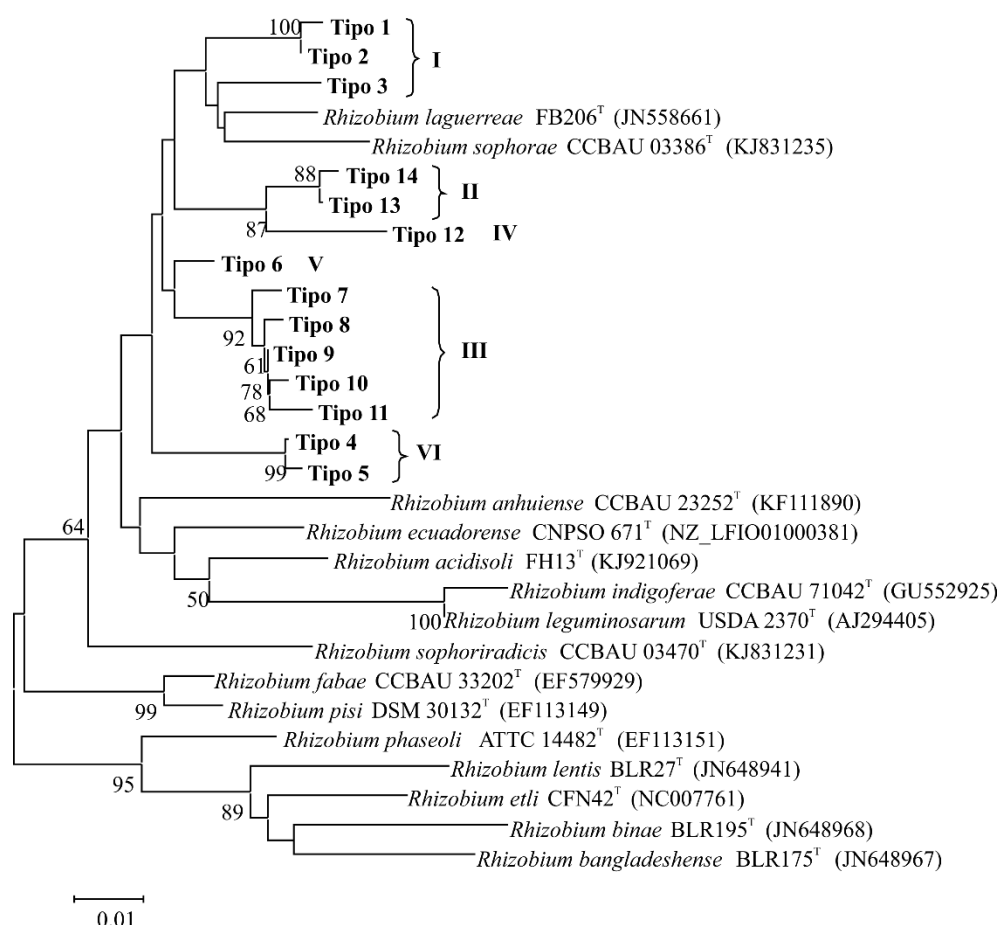 100 Tipo 1
Tipo 2 I
Tipo 3
Rhizobium laguerreae FB206ᵀ (JN558661)
Rhizobium sophorae CCBAU 03386ᵀ (KJ831235)
88 Tipo 14 II
Tipo 13
87 Tipo 12 IV
Tipo 6 V
Tipo 7
92 Tipo 8
61 Tipo 9 III
78 Tipo 10
68 Tipo 11
Tipo 4 VI
99 Tipo 5
Rhizobium anhuiense CCBAU 23252ᵀ (KF111890)
64 Rhizobium ecuadorense CNPSO 671ᵀ (NZ_LFIO01000381)
Rhizobium acidisoli FH13ᵀ (KJ921069)
50 Rhizobium indigoferae CCBAU 71042ᵀ (GU552925)
100 Rhizobium leguminosarum USDA 2370ᵀ (AJ294405)
Rhizobium sophoriradicis CCBAU 03470ᵀ (KJ831231)
Rhizobium fabae CCBAU 33202ᵀ (EF579929)
99 Rhizobium pisi DSM 30132ᵀ (EF113149)
Rhizobium phaseoli ATTC 14482ᵀ (EF113151)
95 Rhizobium lentis BLR27ᵀ (JN648941)
89 Rhizobium etli CFN42ᵀ (NC007761)
Rhizobium binae BLR195ᵀ (JN648968)
Rhizobium bangladeshense BLR175ᵀ (JN648967)
0.01